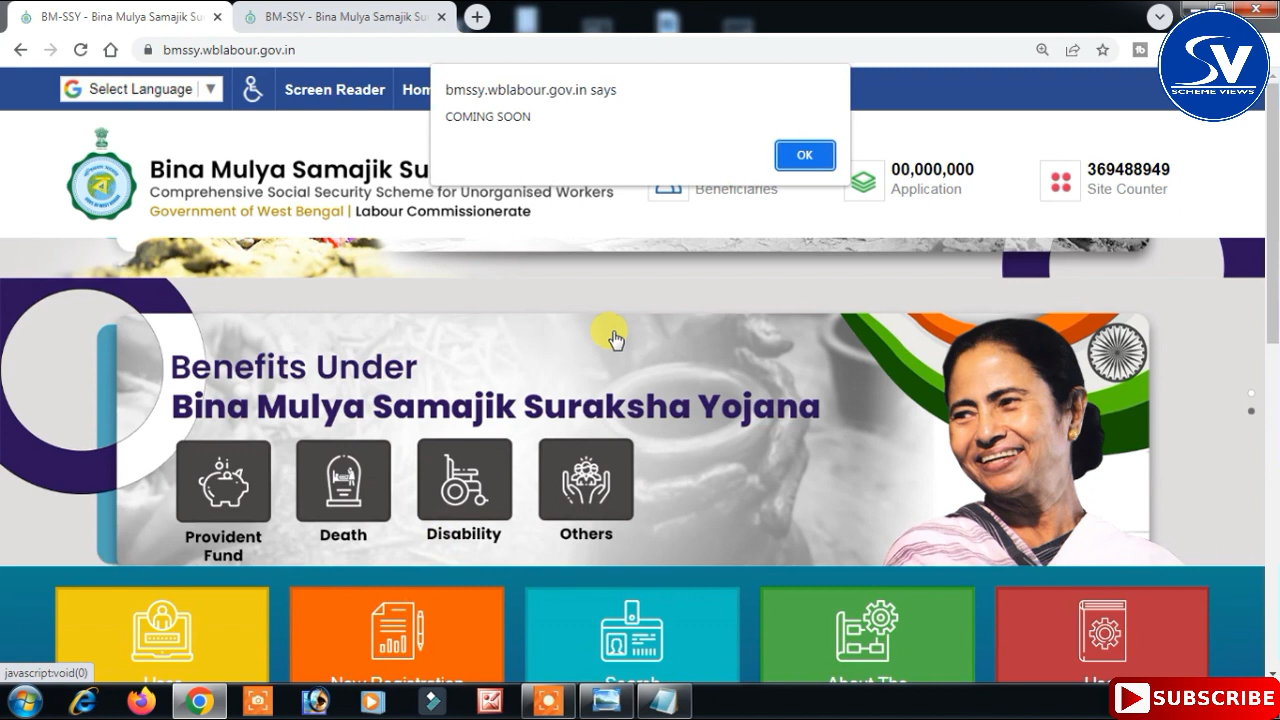 BM-SSY - Bina Mulya Samajik Su
BM-SSY - Bina Mulya Samajik Su
bmssy.wblabour.gov.in
Select Language
Screen Reader
Hom
bmssy.wblabour.gov.in says
COMING SOON
OK
SV
SCHEME VIEWS
Bina Mulya Samajik Su
Comprehensive Social Security Scheme for Unorganised Workers
Government of West Bengal | Labour Commissionerate
Beneficiaries
00,000,000
Application
369488949
Site Counter
Benefits Under
Bina Mulya Samajik Suraksha Yojana
Provident
Fund
Death
Disability
Others
New Registration
Search
About The
javascript:void(0)
SUBSCRIBE